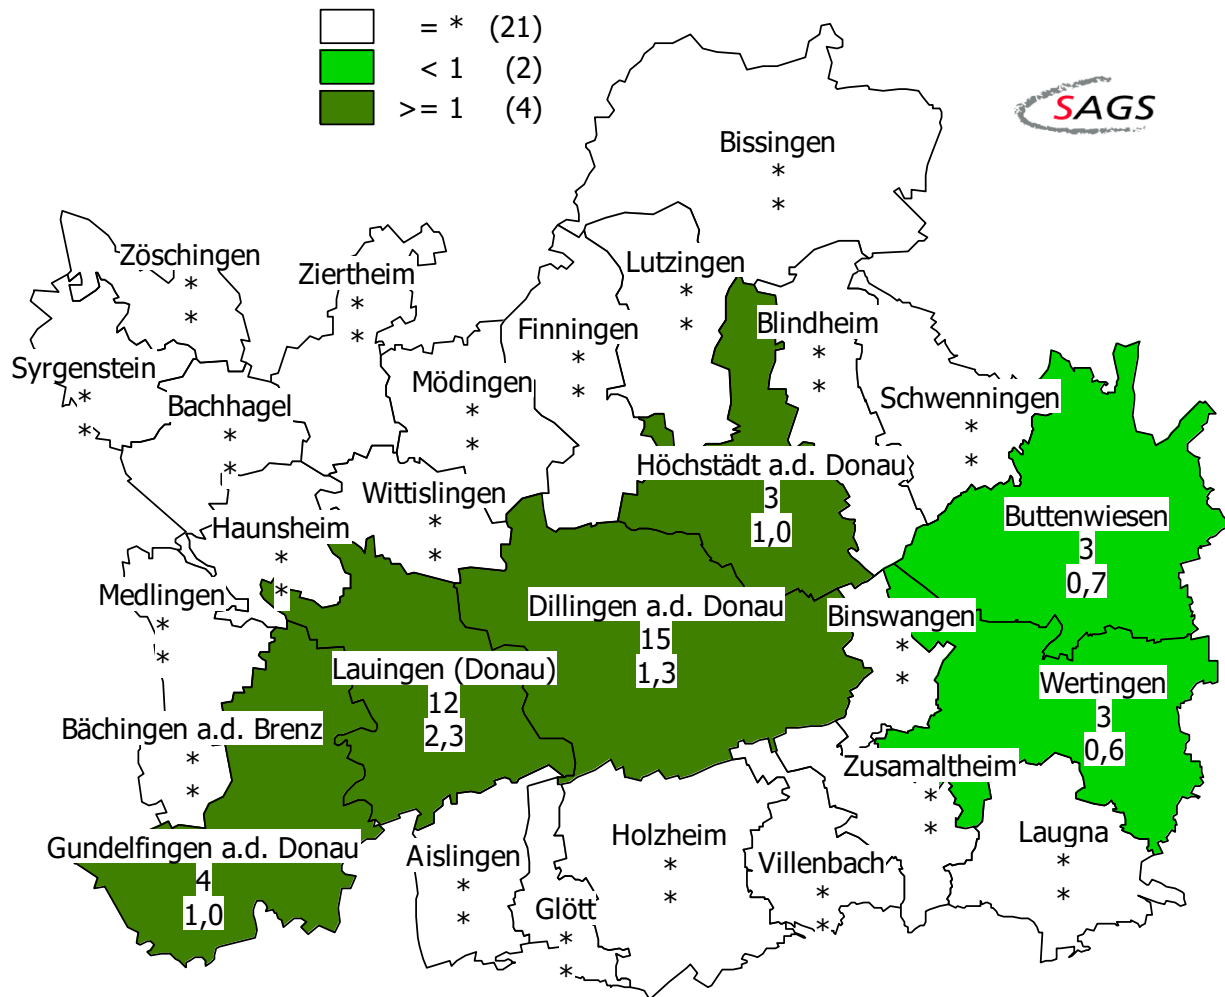 = * (21)
< 1 (2)
>= 1 (4)
SAGS
Bissingen
*
*
Zöschingen
*
*
Ziertheim
*
*
Lutzingen
*
*
Finningen
*
*
Blindheim
*
*
Syrgenstein
*
*
Bachhagel
*
*
Mödingen
*
*
Schwenningen
*
*
Höchstädt a.d. Donau
3
1,0
Wittislingen
*
*
Haunsheim
*
*
Buttenwiesen
3
0,7
Medlingen
*
*
Dillingen a.d. Donau
15
1,3
Binswangen
*
*
Lauingen (Donau)
12
2,3
Wertingen
3
0,6
Bächingen a.d. Brenz
*
*
Zusamaltheim
*
*
Gundelfingen a.d. Donau
4
1,0
Aislingen
*
*
Holzheim
*
*
Villenbach
*
*
Laugna
*
*
Glött
*
*